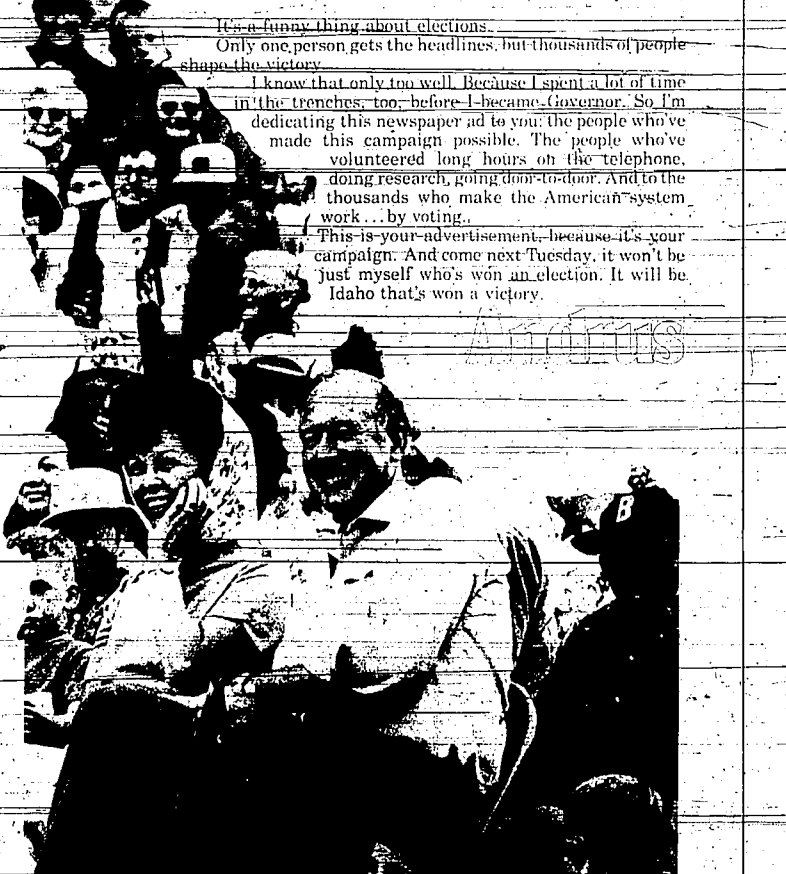 It's a funny thing about elections.
Only one person gets the headlines, but thousands of people
shape the victory.
I know that only too well. Because I spent a lot of time
in the trenches, too, before I became Governor. So I'm
dedicating this newspaper ad to you: the people who've
made this campaign possible. The people who've
volunteered long hours on the telephone,
doing research, going door-to-door. And to the
thousands who make the American system
work...by voting.
This is your advertisement, because it's your
campaign. And come next Tuesday, it won't be
just myself who's won an election. It will be
Idaho that's won a victory.
Andrus
B